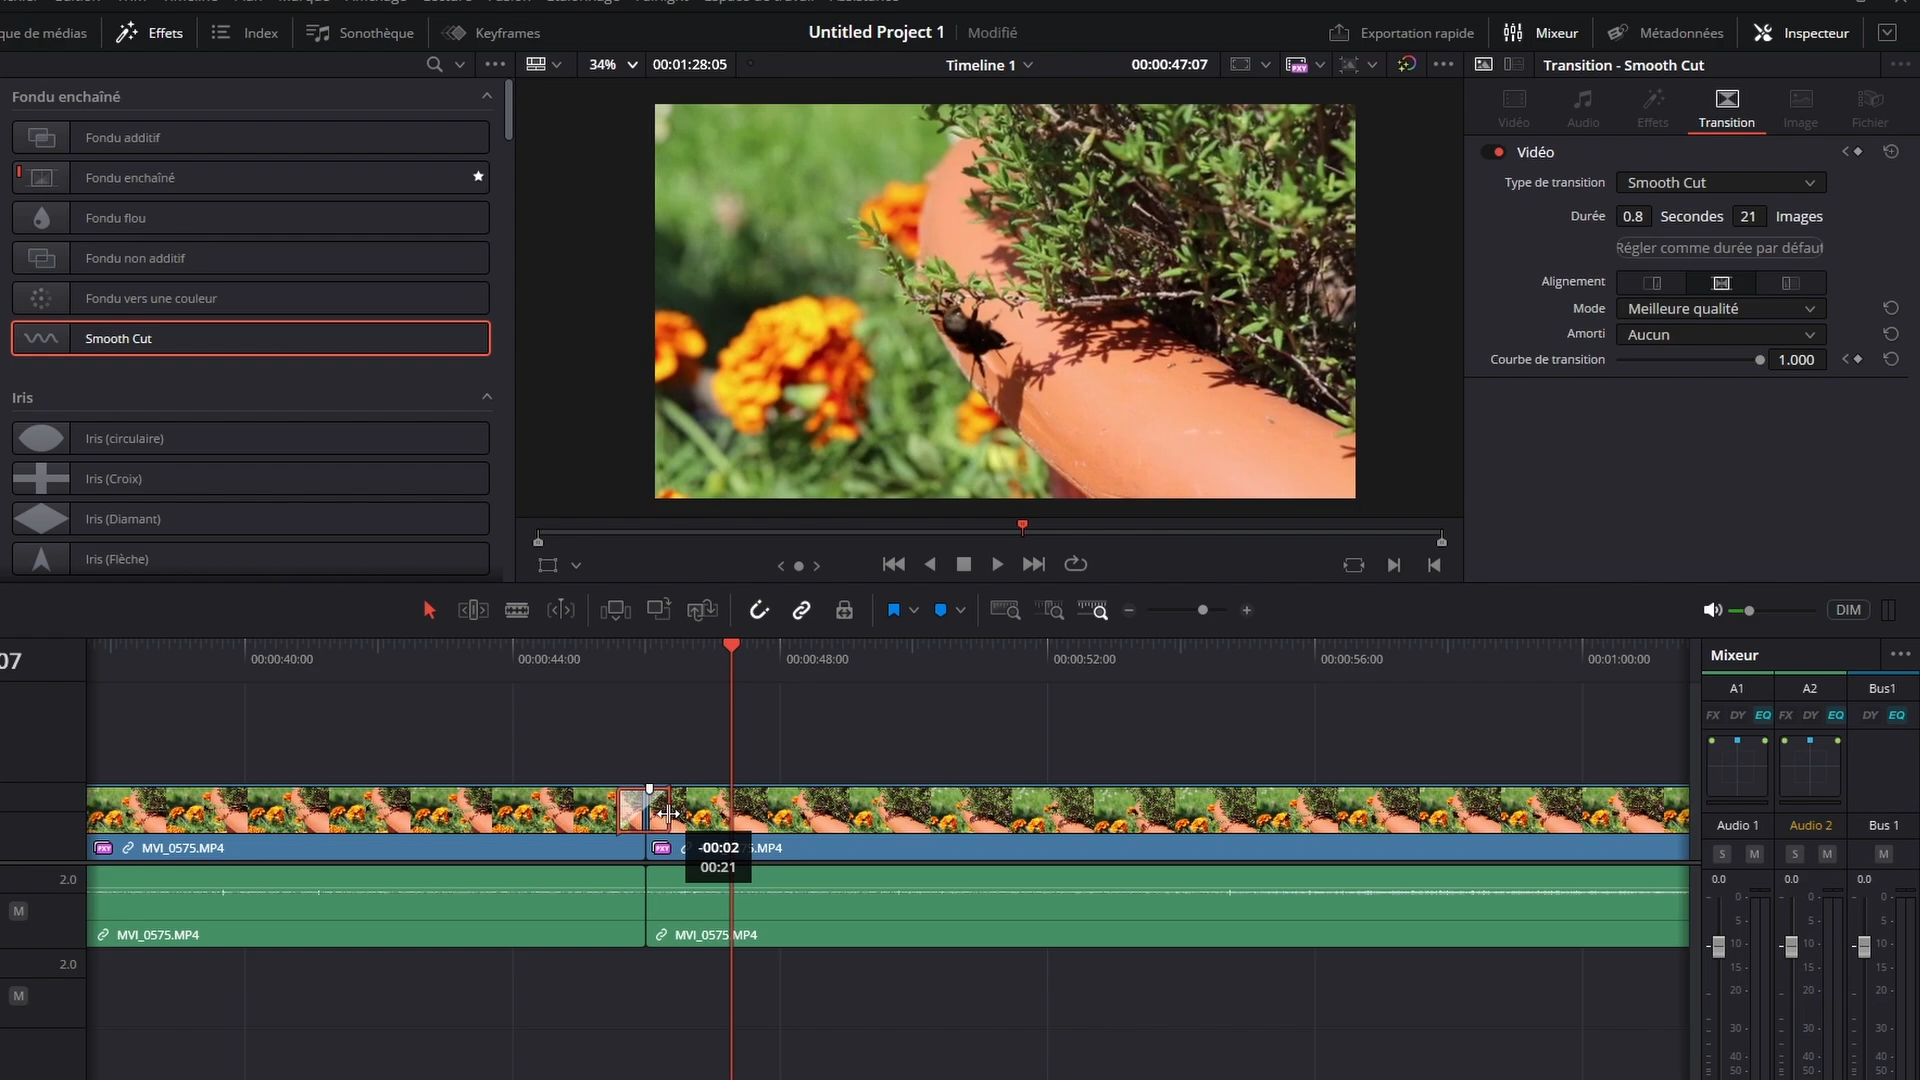 que de médias
Effets
Index
Sonothèque
Keyframes
Untitled Project 1
Modifié
Exportation rapide
Mixeur
Métadonnées
Inspecteur
34%
00:01:28:05
Timeline 1
00:00:47:07
Transition - Smooth Cut
Fondu enchaîné
Fondu additif
Fondu enchaîné
Fondu flou
Fondu non additif
Fondu vers une couleur
Smooth Cut
Iris
Iris (circulaire)
Iris (Croix)
Iris (Diamant)
Iris (Flèche)
Vidéo
Audio
Effets
Transition
Image
Fichier
Vidéo
Type de transition
Smooth Cut
Durée
0.8
Secondes
21
Images
Régler comme durée par défaut
Alignement
Mode
Meilleure qualité
Amorti
Aucun
Courbe de transition
1.000
DIM
07
00:00:40:00
00:00:44:00
00:00:48:00
00:00:52:00
00:00:56:00
00:01:00:00
MVI_0575.MP4
75.MP4
-00:02
00:21
2.0
M
MVI_0575.MP4
MVI_0575.MP4
2.0
M
Mixeur
A1
A2
Bus1
FX DY EQ
FX DY EQ
DY EQ
Audio 1
Audio 2
Bus 1
S M
S M
M
0.0
0.0
0.0
0 0 0
5 5 5
10 10 10
15 15 15
20 20 20
30 30 30
40 40 40
50 50 50